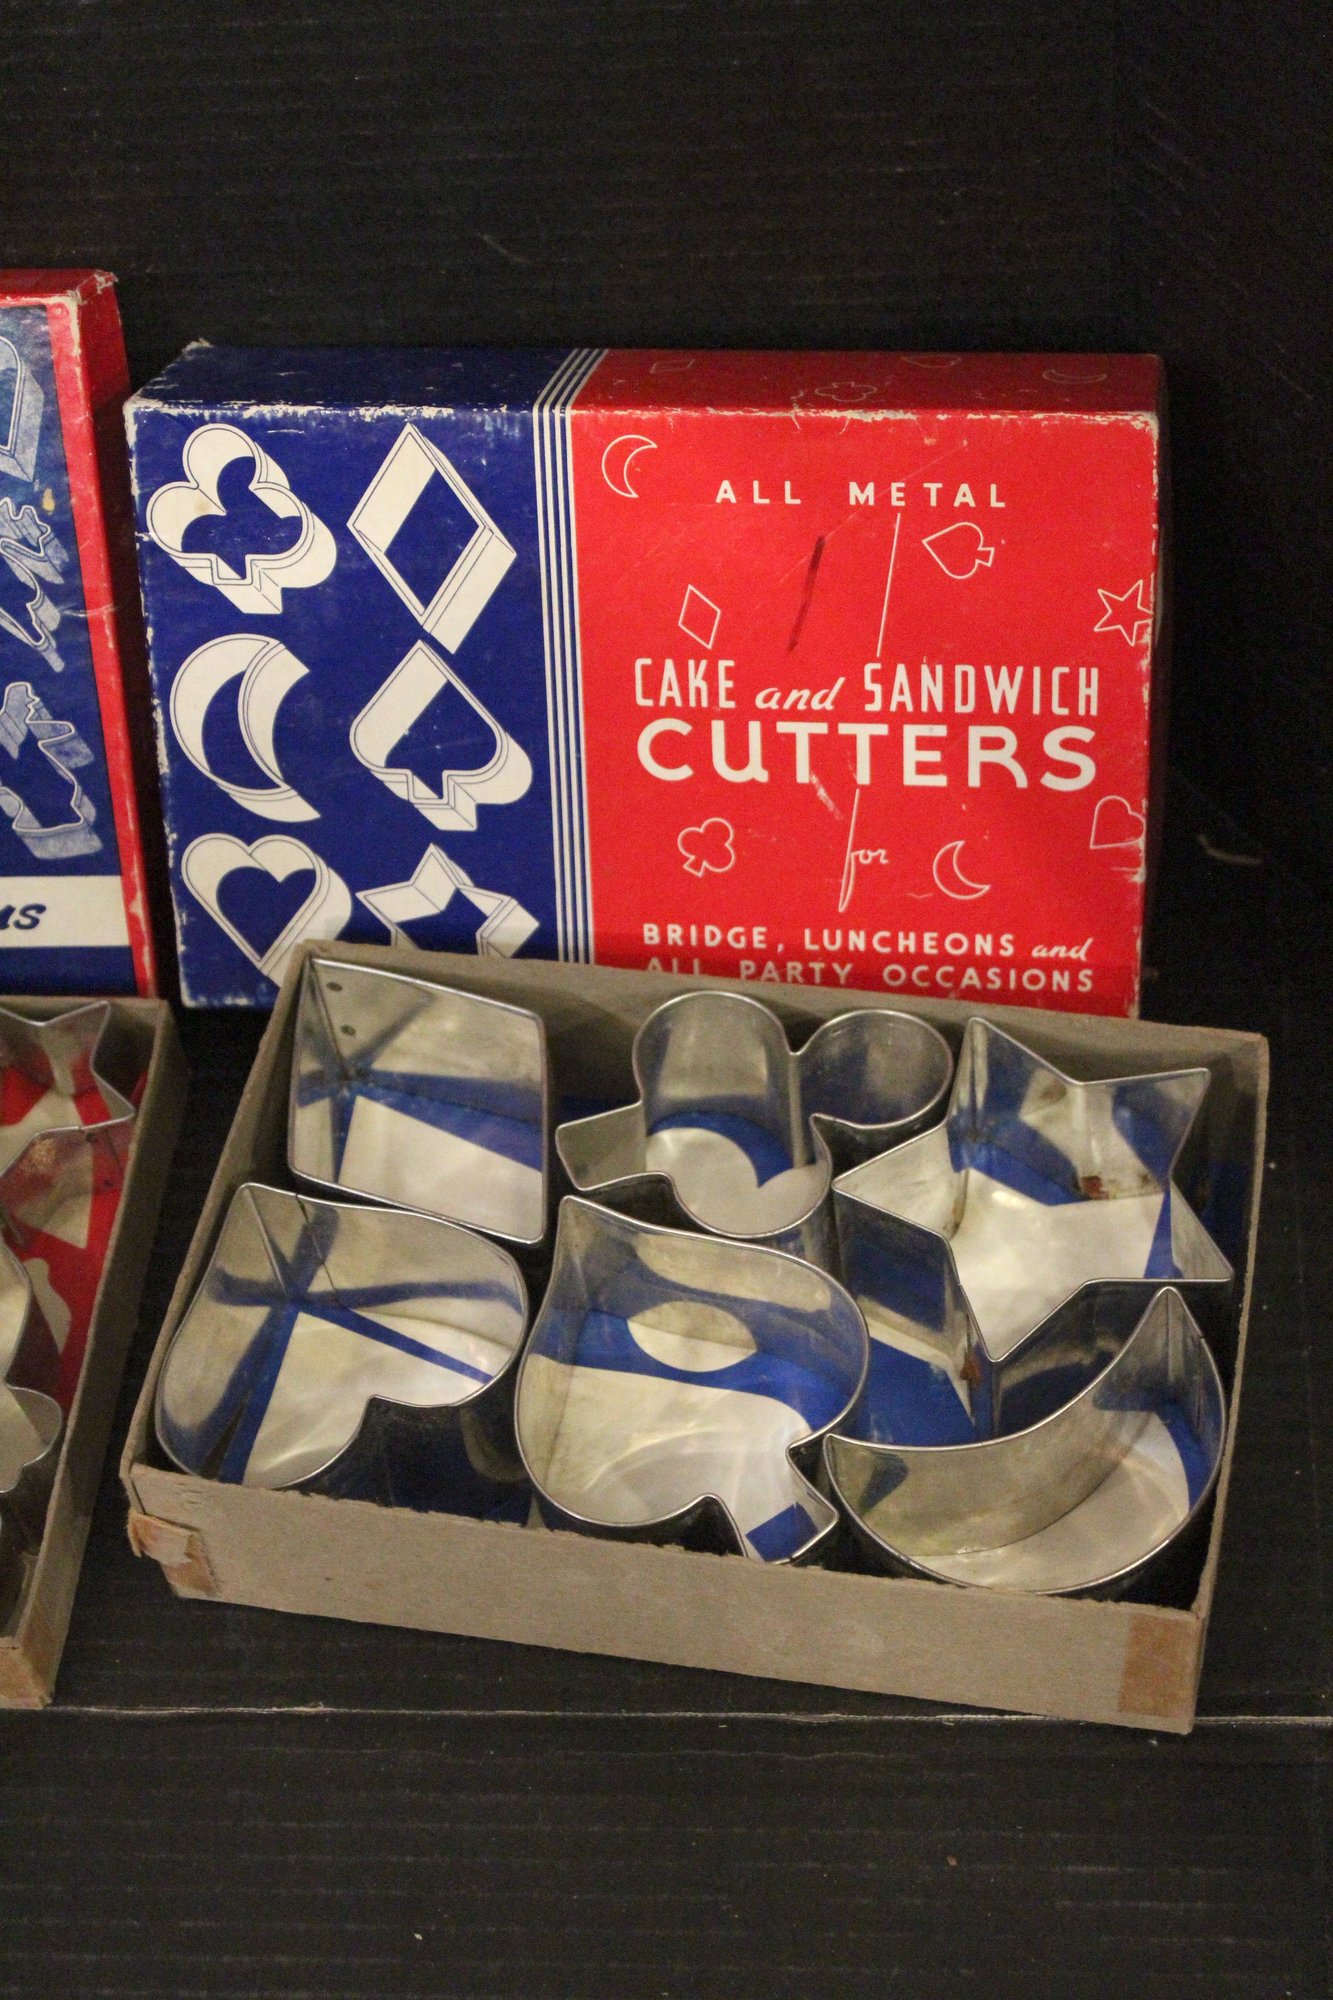 ALL METAL
CAKE and SANDWICH
CUTTERS
for
BRIDGE, LUNCHEONS and
ALL PARTY OCCASIONS